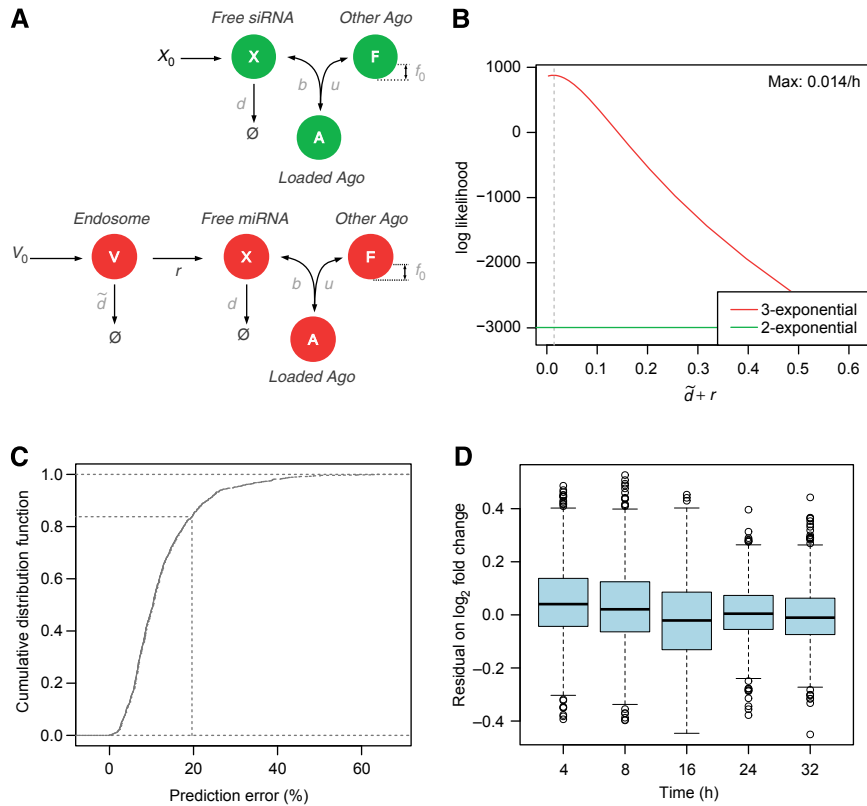 A
Free siRNA
Other Ago
X₀
X
F
f₀
d
b
u
Ø
A
Loaded Ago
Endosome
Free miRNA
Other Ago
V₀
V
r
X
F
f₀
d̃
d
b
u
Ø
Ø
A
Loaded Ago
B
Max: 0.014/h
log likelihood
1000
0
−1000
−2000
−3000
3-exponential
2-exponential
0.0 0.1 0.2 0.3 0.4 0.5 0.6
d̃ + r
C
Cumulative distribution function
1.0
0.8
0.6
0.4
0.2
0.0
0 20 40 60
Prediction error (%)
D
Residual on log₂ fold change
0.4
0.2
0.0
−0.2
−0.4
4 8 16 24 32
Time (h)